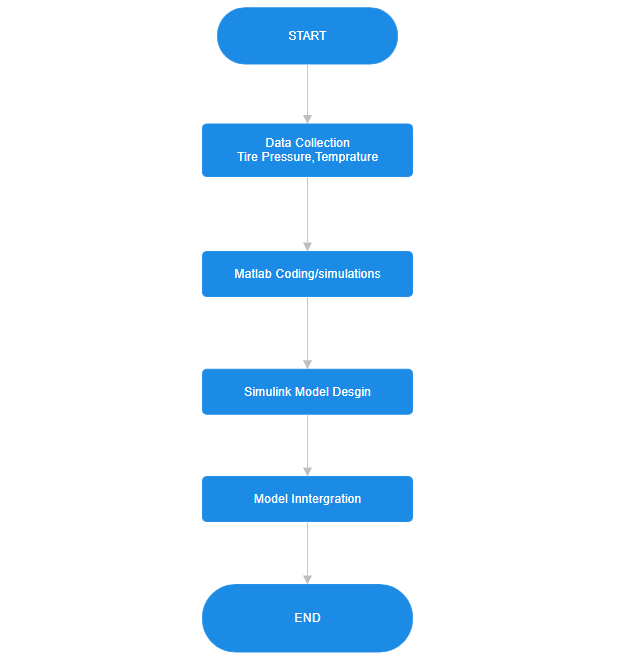 START
Data Collection
Tire Pressure,Temprature
Matlab Coding/simulations
Simulink Model Desgin
Model Inntergration
END